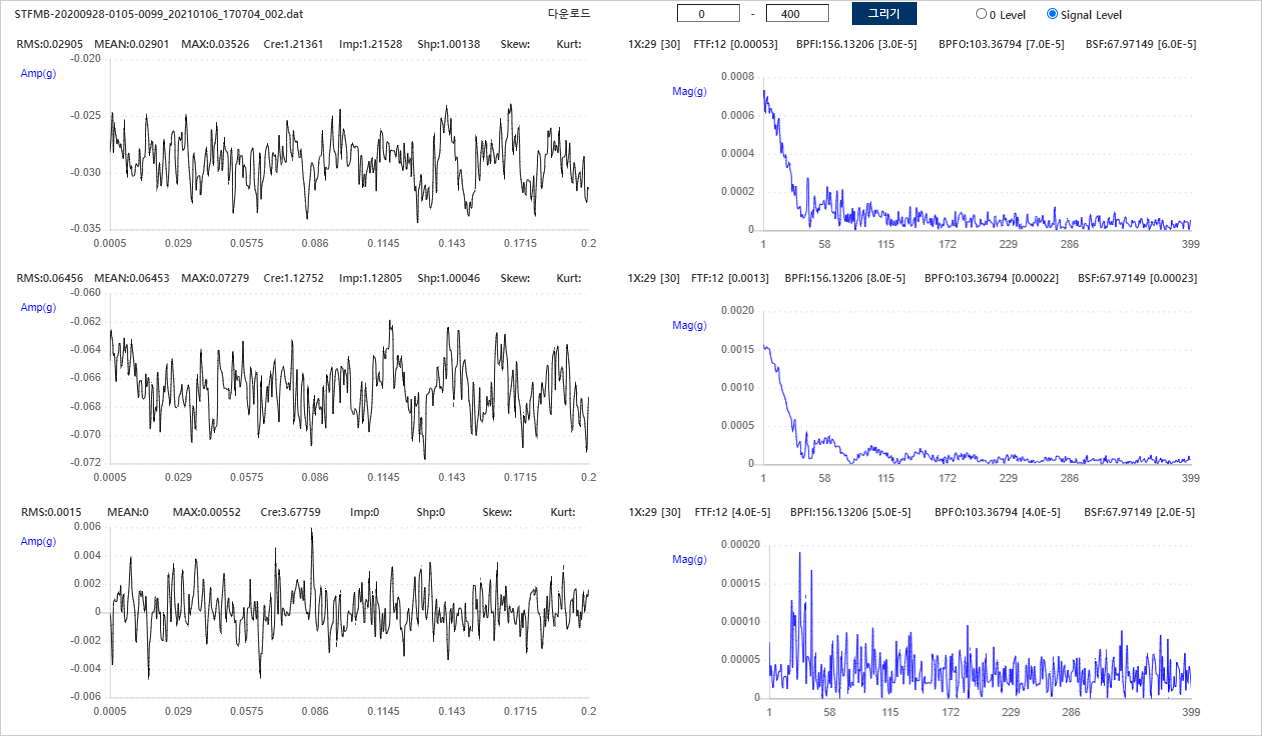 STFMB-20200928-0105-0099_20210106_170704_002.dat 다운로드 0 - 400 그리기 0 Level Signal Level
RMS:0.02905 MEAN:0.02901 MAX:0.03526 Cre:1.21361 Imp:1.21528 Shp:1.00138 Skew: Kurt:
Amp(g)
-0.020
-0.025
-0.030
-0.035
0.0005 0.029 0.0575 0.086 0.1145 0.143 0.1715 0.2
1X:29 [30] FTF:12 [0.00053] BPFI:156.13206 [3.0E-5] BPFO:103.36794 [7.0E-5] BSF:67.97149 [6.0E-5]
Mag(g)
0.0008
0.0006
0.0004
0.0002
0
1 58 115 172 229 286 399
RMS:0.06456 MEAN:0.06453 MAX:0.07279 Cre:1.12752 Imp:1.12805 Shp:1.00046 Skew: Kurt:
Amp(g)
-0.060
-0.062
-0.064
-0.066
-0.068
-0.070
-0.072
0.0005 0.029 0.0575 0.086 0.1145 0.143 0.1715 0.2
1X:29 [30] FTF:12 [0.0013] BPFI:156.13206 [8.0E-5] BPFO:103.36794 [0.00022] BSF:67.97149 [0.00023]
Mag(g)
0.0020
0.0015
0.0010
0.0005
0
1 58 115 172 229 286 399
RMS:0.0015 MEAN:0 MAX:0.00552 Cre:3.67759 Imp:0 Shp:0 Skew: Kurt:
Amp(g)
0.006
0.004
0.002
0
-0.002
-0.004
-0.006
0.0005 0.029 0.0575 0.086 0.1145 0.143 0.1715 0.2
1X:29 [30] FTF:12 [4.0E-5] BPFI:156.13206 [5.0E-5] BPFO:103.36794 [4.0E-5] BSF:67.97149 [2.0E-5]
Mag(g)
0.00020
0.00015
0.00010
0.00005
0
1 58 115 172 229 286 399